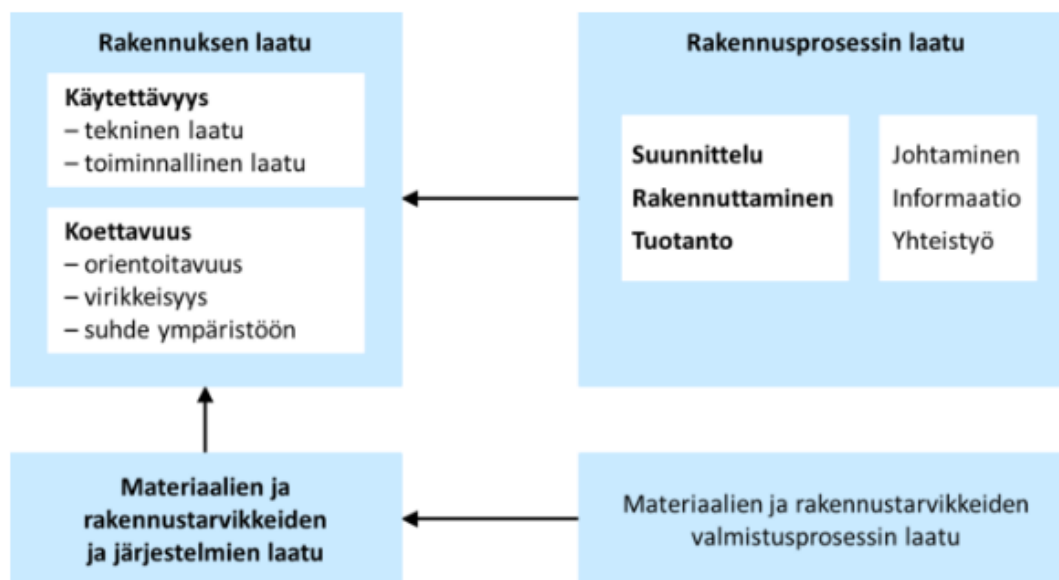 Rakennuksen laatu
Käytettävyys
– tekninen laatu
– toiminnallinen laatu
Koettavuus
– orientoitavuus
– virikkeisyys
– suhde ympäristöön
Rakennusprosessin laatu
Suunnittelu
Rakennuttaminen
Tuotanto
Johtaminen
Informaatio
Yhteistyö
Materiaalien ja
rakennustarvikkeiden
ja järjestelmien laatu
Materiaalien ja rakennustarvikkeiden
valmistusprosessin laatu